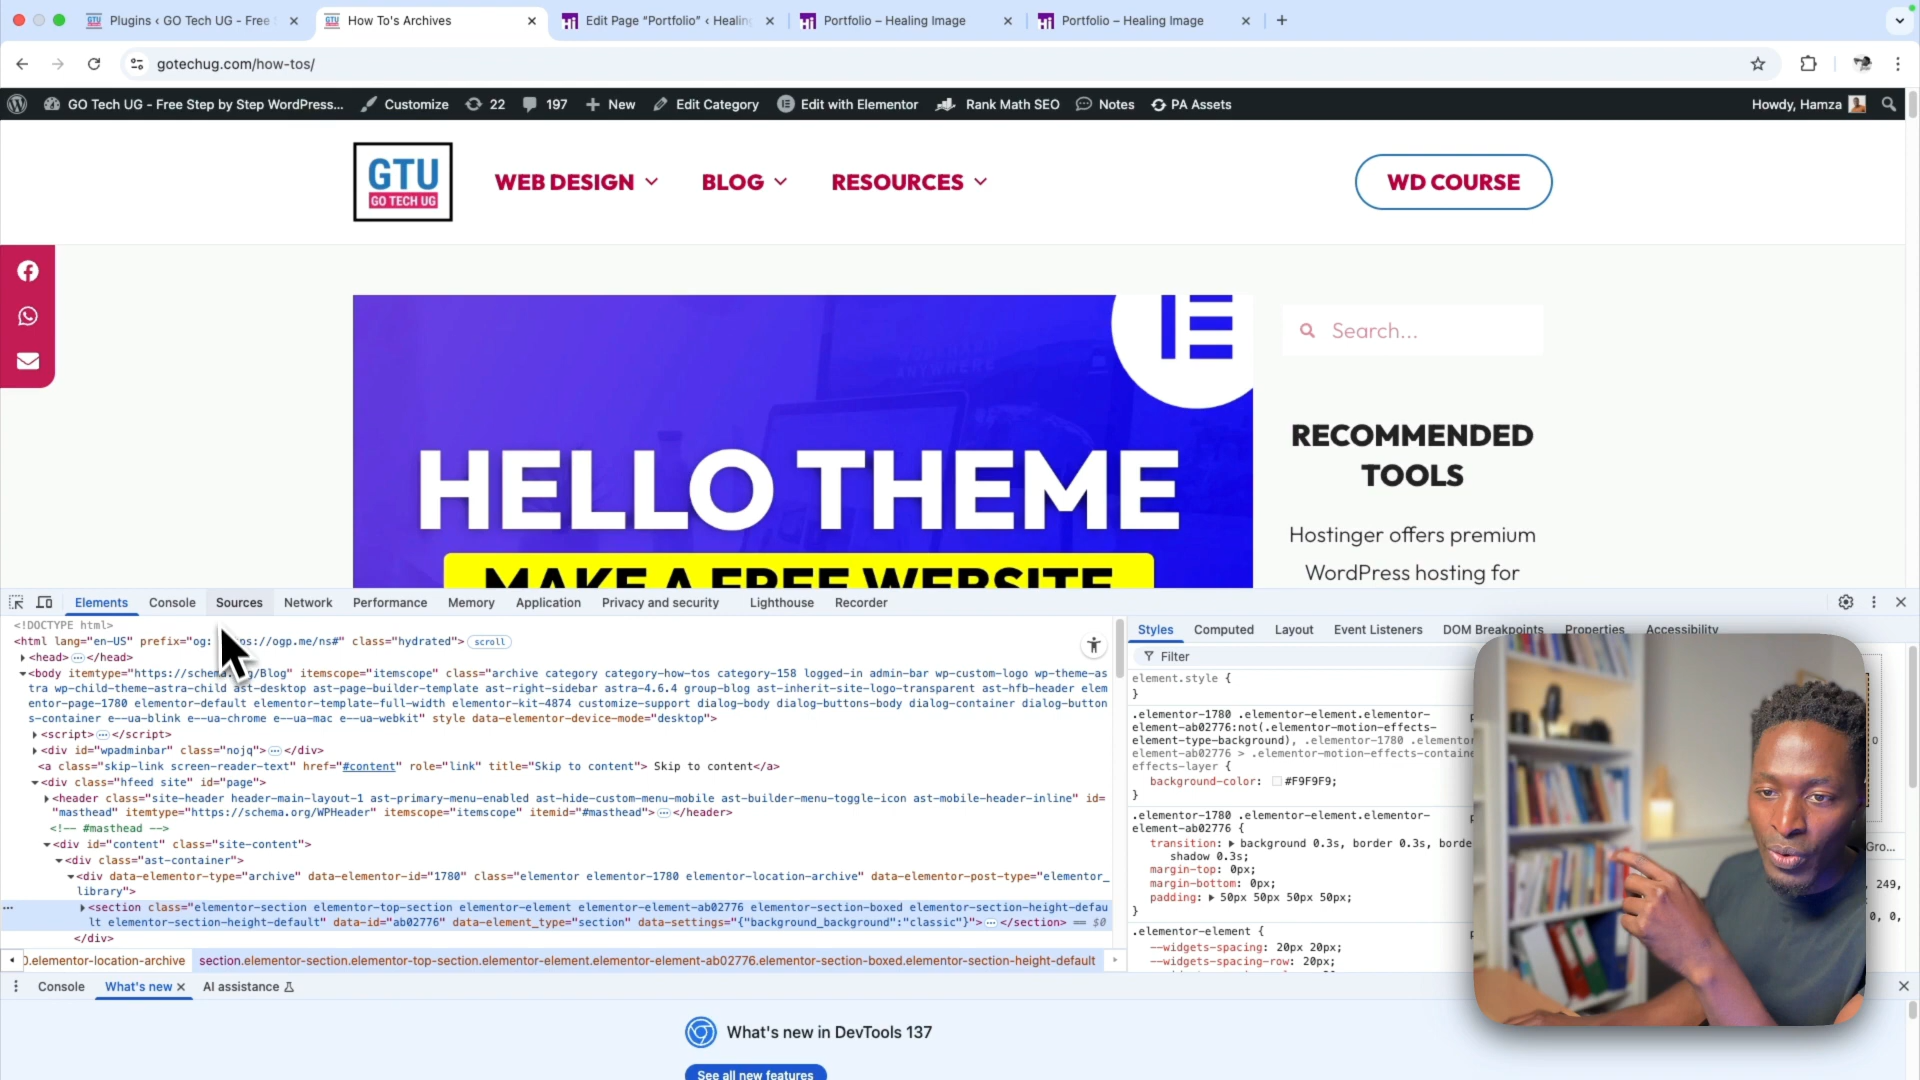 Plugins ‹ GO Tech UG - Free
How To's Archives
Edit Page "Portfolio" ‹ Healin
Portfolio – Healing Image
Portfolio – Healing Image
gotechug.com/how-tos/
GO Tech UG - Free Step by Step WordPress...
Customize
22
197
New
Edit Category
Edit with Elementor
Rank Math SEO
Notes
PA Assets
Howdy, Hamza
GTU
GO TECH UG
WEB DESIGN
BLOG
RESOURCES
WD COURSE
HELLO THEME
MAKE A FREE WEBSITE
Search...
RECOMMENDED
TOOLS
Hostinger offers premium
WordPress hosting for
Elements
Console
Sources
Network
Performance
Memory
Application
Privacy and security
Lighthouse
Recorder
<!DOCTYPE html>
<html lang="en-US" prefix="og: ://ogp.me/ns#" class="hydrated"> scroll
<head> … </head>
<body itemtype="https://schema. /Blog" itemscope="itemscope" class="archive category category-how-tos category-158 logged-in admin-bar wp-custom-logo wp-theme-as
tra wp-child-theme-astra-child ast-desktop ast-page-builder-template ast-right-sidebar astra-4.6.4 group-blog ast-inherit-site-logo-transparent ast-hfb-header elem
entor-page-1780 elementor-default elementor-template-full-width elementor-kit-4874 customize-support dialog-body dialog-buttons-body dialog-container dialog-button
s-container e--ua-blink e--ua-chrome e--ua-mac e--ua-webkit" style data-elementor-device-mode="desktop">
<script> … </script>
<div id="wpadminbar" class="nojq"> … </div>
<a class="skip-link screen-reader-text" href="#content" role="link" title="Skip to content"> Skip to content</a>
<div class="hfeed site" id="page">
<header class="site-header header-main-layout-1 ast-primary-menu-enabled ast-hide-custom-menu-mobile ast-builder-menu-toggle-icon ast-mobile-header-inline" id=
"masthead" itemtype="https://schema.org/WPHeader" itemscope="itemscope" itemid="#masthead"> … </header>
<!-- #masthead -->
<div id="content" class="site-content">
<div class="ast-container">
<div data-elementor-type="archive" data-elementor-id="1780" class="elementor elementor-1780 elementor-location-archive" data-elementor-post-type="elementor_
library">
<section class="elementor-section elementor-top-section elementor-element elementor-element-ab02776 elementor-section-boxed elementor-section-height-defau
lt elementor-section-height-default" data-id="ab02776" data-element_type="section" data-settings="{"background_background":"classic"}"> … </section> == $0
</div>
.elementor-location-archive
section.elementor-section.elementor-top-section.elementor-element.elementor-element-ab02776.elementor-section-boxed.elementor-section-height-default
Styles
Computed
Layout
Event Listeners
DOM Breakpoints
Properties
Accessibility
Filter
element.style {
}
.elementor-1780 .elementor-element.elementor-
element-ab02776:not(.elementor-motion-effects-
element-type-background), .elementor-1780 .elementor
element-ab02776 > .elementor-motion-effects-containe
effects-layer {
background-color: #F9F9F9;
}
.elementor-1780 .elementor-element.elementor-
element-ab02776 {
transition: background 0.3s, border 0.3s, borde
shadow 0.3s;
margin-top: 0px;
margin-bottom: 0px;
padding: 50px 50px 50px 50px;
}
.elementor-element {
--widgets-spacing: 20px 20px;
--widgets-spacing-row: 20px;
Gro...
249,
0, 0,
Console
What's new
AI assistance
What's new in DevTools 137
See all new features